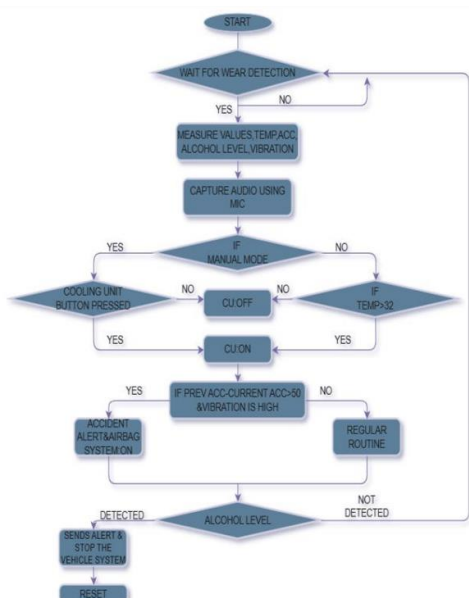 START
WAIT FOR WEAR DETECTION
NO
YES
MEASURE VALUES,TEMP,ACC,
ALCOHOL LEVEL,VIBRATION
CAPTURE AUDIO USING
MIC
YES
IF
MANUAL MODE
NO
COOLING UNIT
BUTTON PRESSED
NO
CU:OFF
NO
IF
TEMP>32
YES
CU:ON
YES
YES
IF PREV ACC-CURRENT ACC>50
&VIBRATION IS HIGH
NO
ACCIDENT
ALERT&AIRBAG
SYSTEM:ON
REGULAR
ROUTINE
DETECTED
ALCOHOL LEVEL
NOT
DETECTED
SENDS ALERT &
STOP THE
VEHICLE SYSTEM
RESET